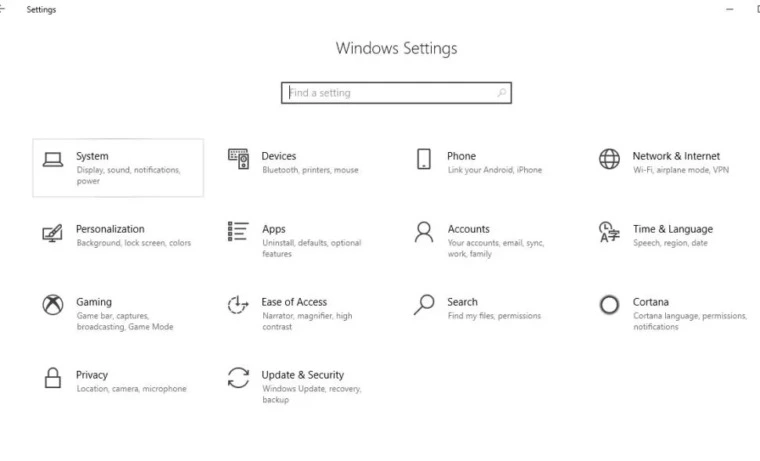 Settings
Windows Settings
Find a setting
System
Display, sound, notifications,
power
Devices
Bluetooth, printers, mouse
Phone
Link your Android, iPhone
Network & Internet
Wi-Fi, airplane mode, VPN
Personalization
Background, lock screen, colors
Apps
Uninstall, defaults, optional
features
Accounts
Your accounts, email, sync,
work, family
Time & Language
Speech, region, date
Gaming
Game bar, captures,
broadcasting, Game Mode
Ease of Access
Narrator, magnifier, high
contrast
Search
Find my files, permissions
Cortana
Cortana language, permissions,
notifications
Privacy
Location, camera, microphone
Update & Security
Windows Update, recovery,
backup